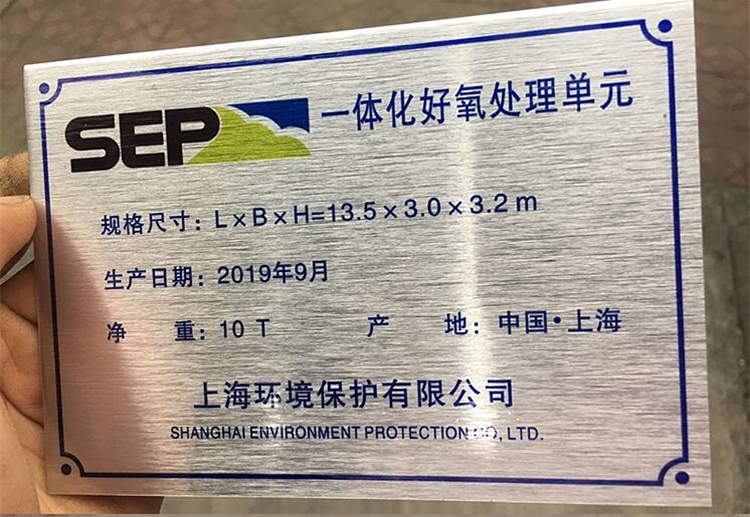 SEP 一体化好氧处理单元
规格尺寸：L×B×H=13.5×3.0×3.2 m
生产日期：2019年9月
净 重：10 T 产 地：中国·上海
上海环境保护有限公司
SHANGHAI ENVIRONMENT PROTECTION CO., LTD.